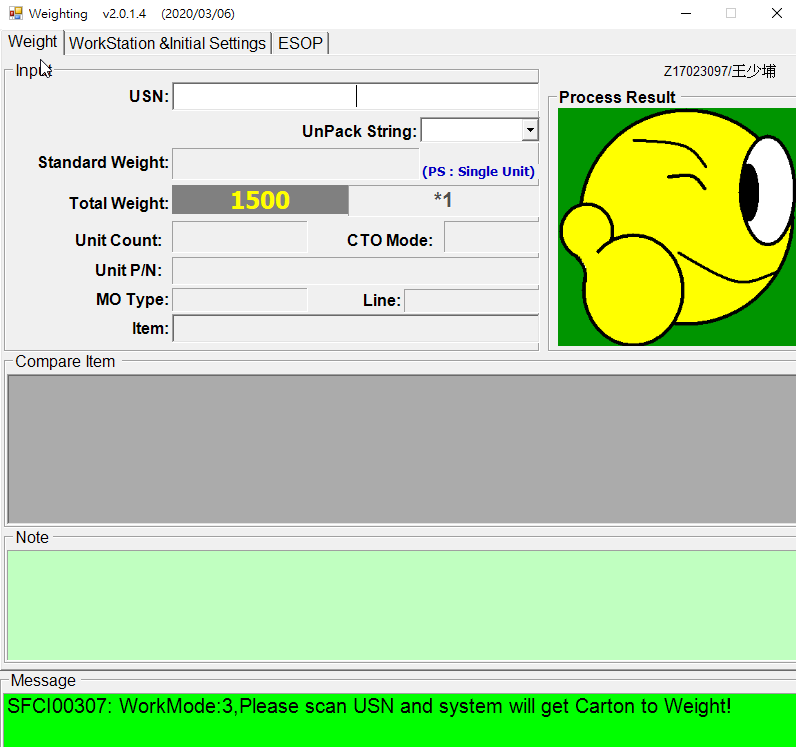 Weighting v2.0.1.4 (2020/03/06)
Weight WorkStation &Initial Settings ESOP
Input Z17023097/王少埔
USN: Process Result
UnPack String:
Standard Weight: (PS : Single Unit)
Total Weight: 1500 *1
Unit Count: CTO Mode:
Unit P/N:
MO Type: Line:
Item:
Compare Item
Note
Message
SFCI00307: WorkMode:3,Please scan USN and system will get Carton to Weight!